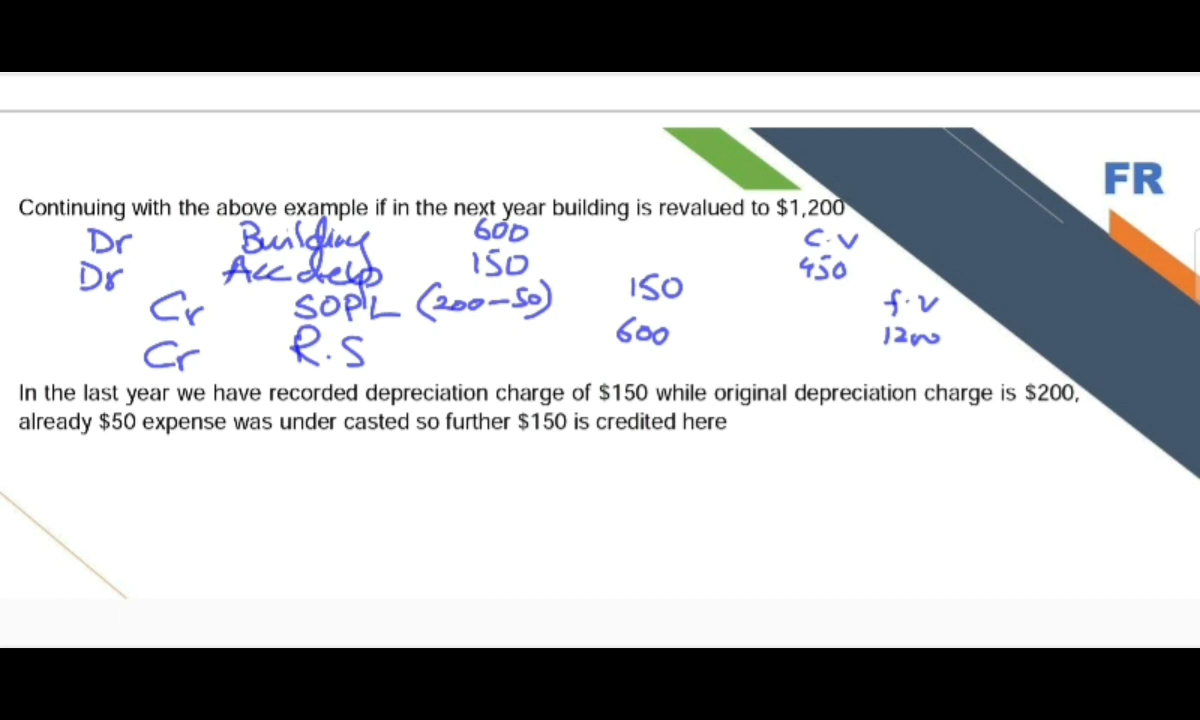 FR
Continuing with the above example if in the next year building is revalued to $1,200
Dr Building 600 C.V
Dr Acc dep 150 450
Cr SOPL (200-50) 150 f.v
Cr R.S 600 1200
In the last year we have recorded depreciation charge of $150 while original depreciation charge is $200,
already $50 expense was under casted so further $150 is credited here